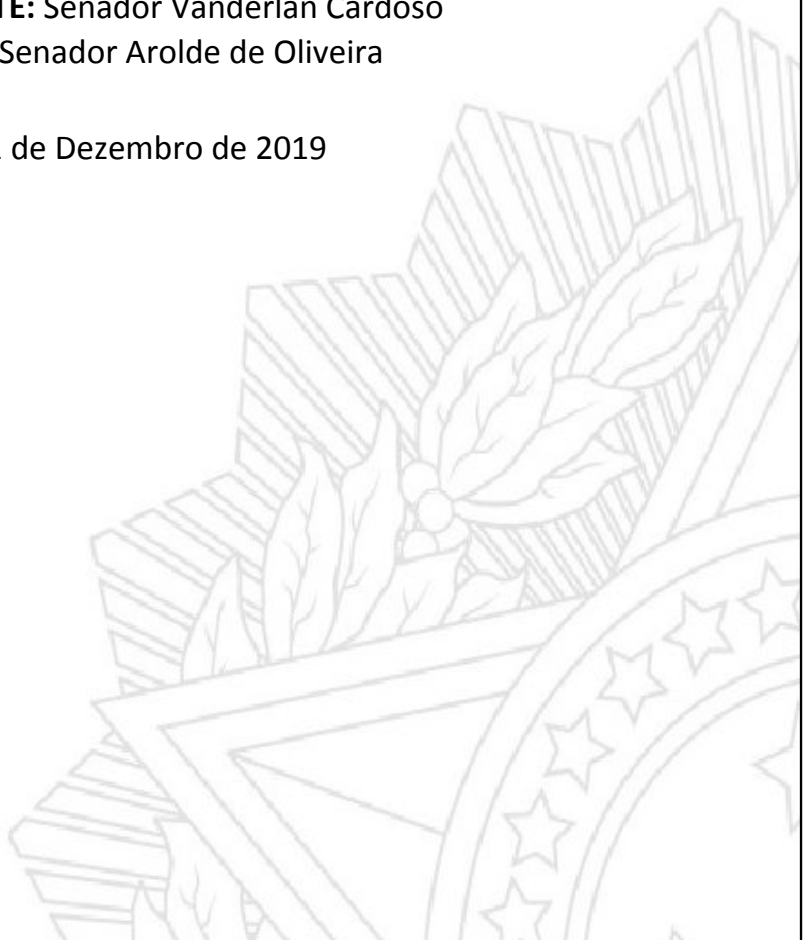 TE: Senador Vanderlan Cardoso
Senador Arolde de Oliveira
de Dezembro de 2019